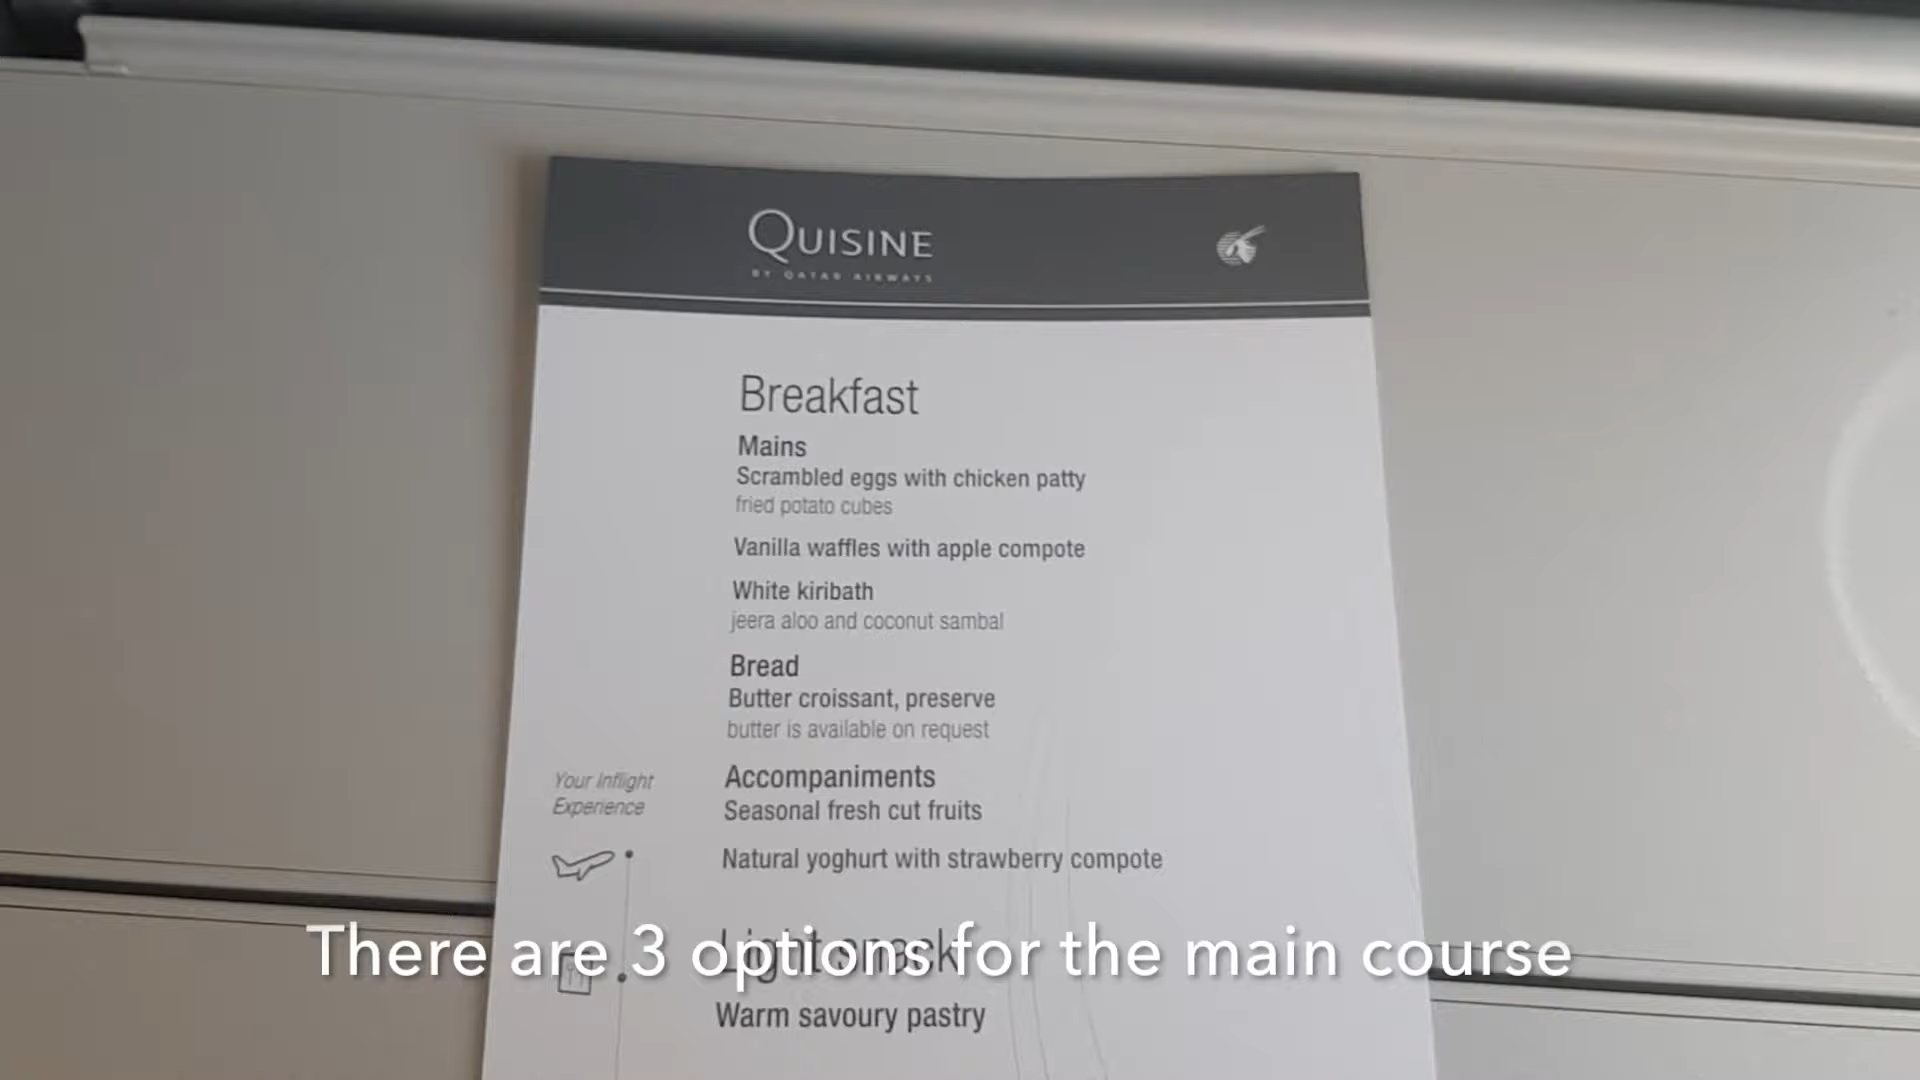 QUISINE
BY QATAR AIRWAYS
Breakfast
Mains
Scrambled eggs with chicken patty
fried potato cubes
Vanilla waffles with apple compote
White kiribath
jeera aloo and coconut sambal
Bread
Butter croissant, preserve
butter is available on request
Your Inflight
Experience
Accompaniments
Seasonal fresh cut fruits
Natural yoghurt with strawberry compote
Light snack
There are 3 options for the main course
Warm savoury pastry